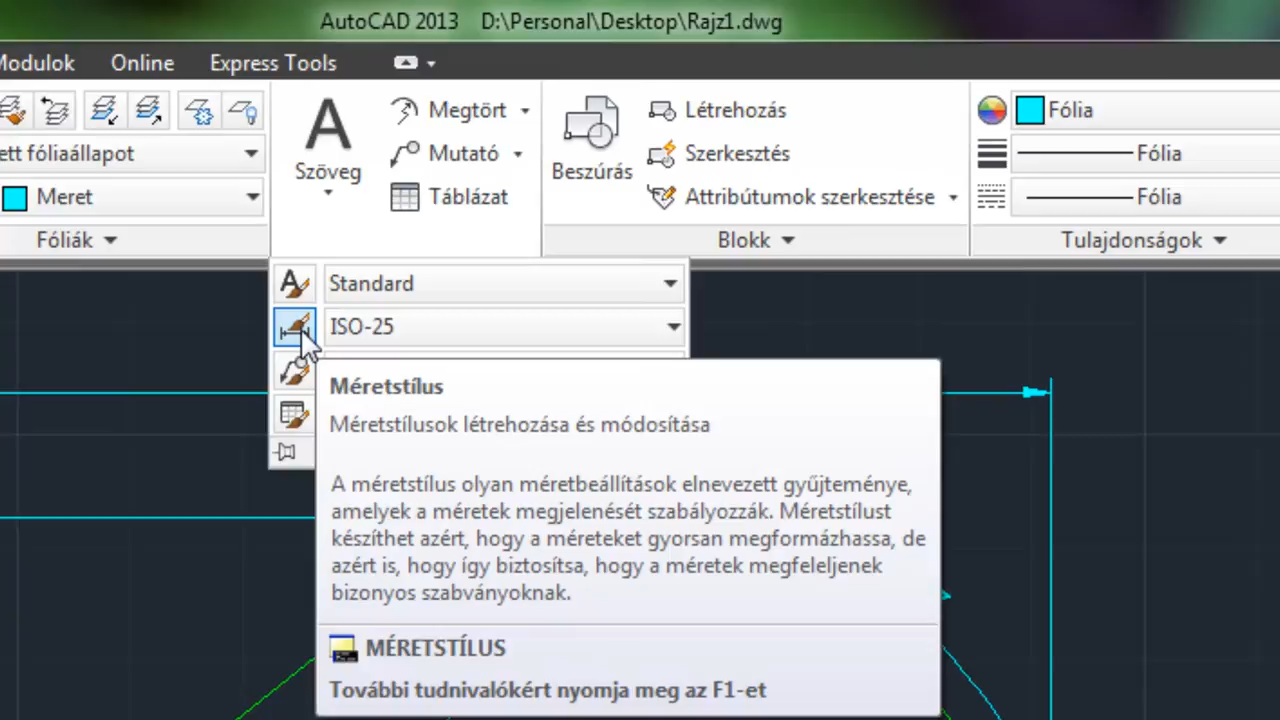 AutoCAD 2013 D:\Personal\Desktop\Rajz1.dwg
Modulok Online Express Tools
Megtört
Mutató
Táblázat
Szöveg
Létrehozás
Szerkesztés
Attribútumok szerkesztése
Beszúrás
Fólia
Fólia
Fólia
ett fóliaállapot
Meret
Fóliák
Blokk
Tulajdonságok
Standard
ISO-25
Méretstílus
Méretstílusok létrehozása és módosítása
A méretstílus olyan méretbeállítások elnevezett gyűjteménye,
amelyek a méretek megjelenését szabályozzák. Méretstílust
készíthet azért, hogy a méreteket gyorsan megformázhassa, de
azért is, hogy így biztosítsa, hogy a méretek megfeleljenek
bizonyos szabványoknak.
MÉRETSTÍLUS
További tudnivalókért nyomja meg az F1-et